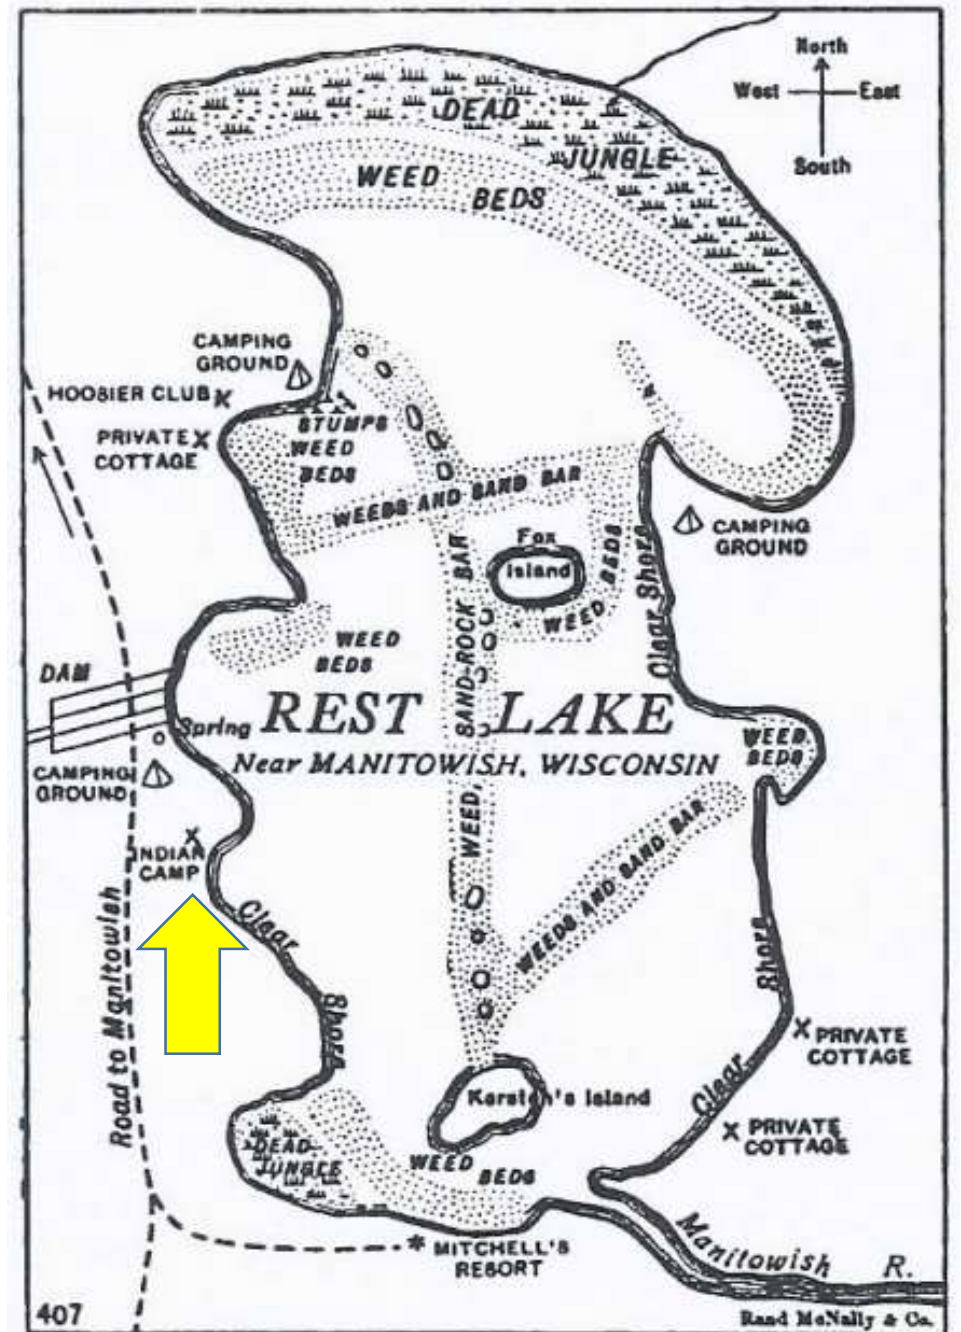 North
West
East
South
DEAD
JUNGLE
WEED
BEDS
CAMPING
GROUND
HOOSIER CLUB
PRIVATE
COTTAGE
STUMPS
WEED
BEDS
WEEDS AND SAND BAR
CAMPING
GROUND
Fox
Island
WEED BEDS
Clear Shore
WEED
BEDS
DAM
Spring
REST LAKE
Near MANITOWISH, WISCONSIN
WEED, SAND-ROCK BAR
WEED
BEDS
CAMPING
GROUND
INDIAN
CAMP
WEEDS AND SAND BAR
Clear Shore
Road to Manitowish
Clear Shore
PRIVATE
COTTAGE
PRIVATE
COTTAGE
Kersten's Island
DEAD
JUNGLE
WEED BEDS
MITCHELL'S
RESORT
Manitowish R.
407
Rand McNally & Co.